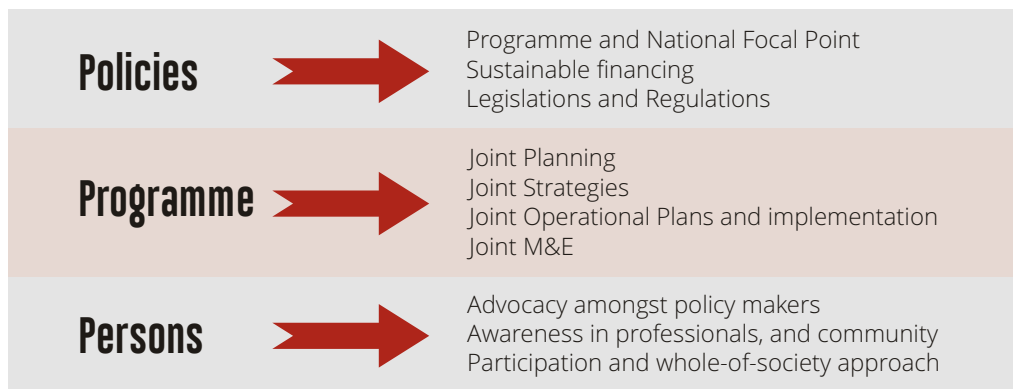 Policies
Programme and National Focal Point
Sustainable financing
Legislations and Regulations
Programme
Joint Planning
Joint Strategies
Joint Operational Plans and implementation
Joint M&E
Persons
Advocacy amongst policy makers
Awareness in professionals, and community
Participation and whole-of-society approach